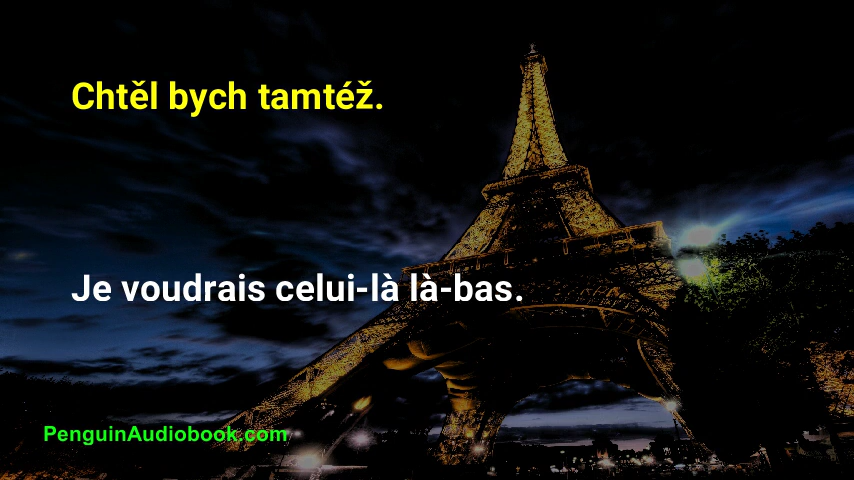 Chtěl bych tamtéž.
Je voudrais celui-là là-bas.
PenguinAudiobook.com